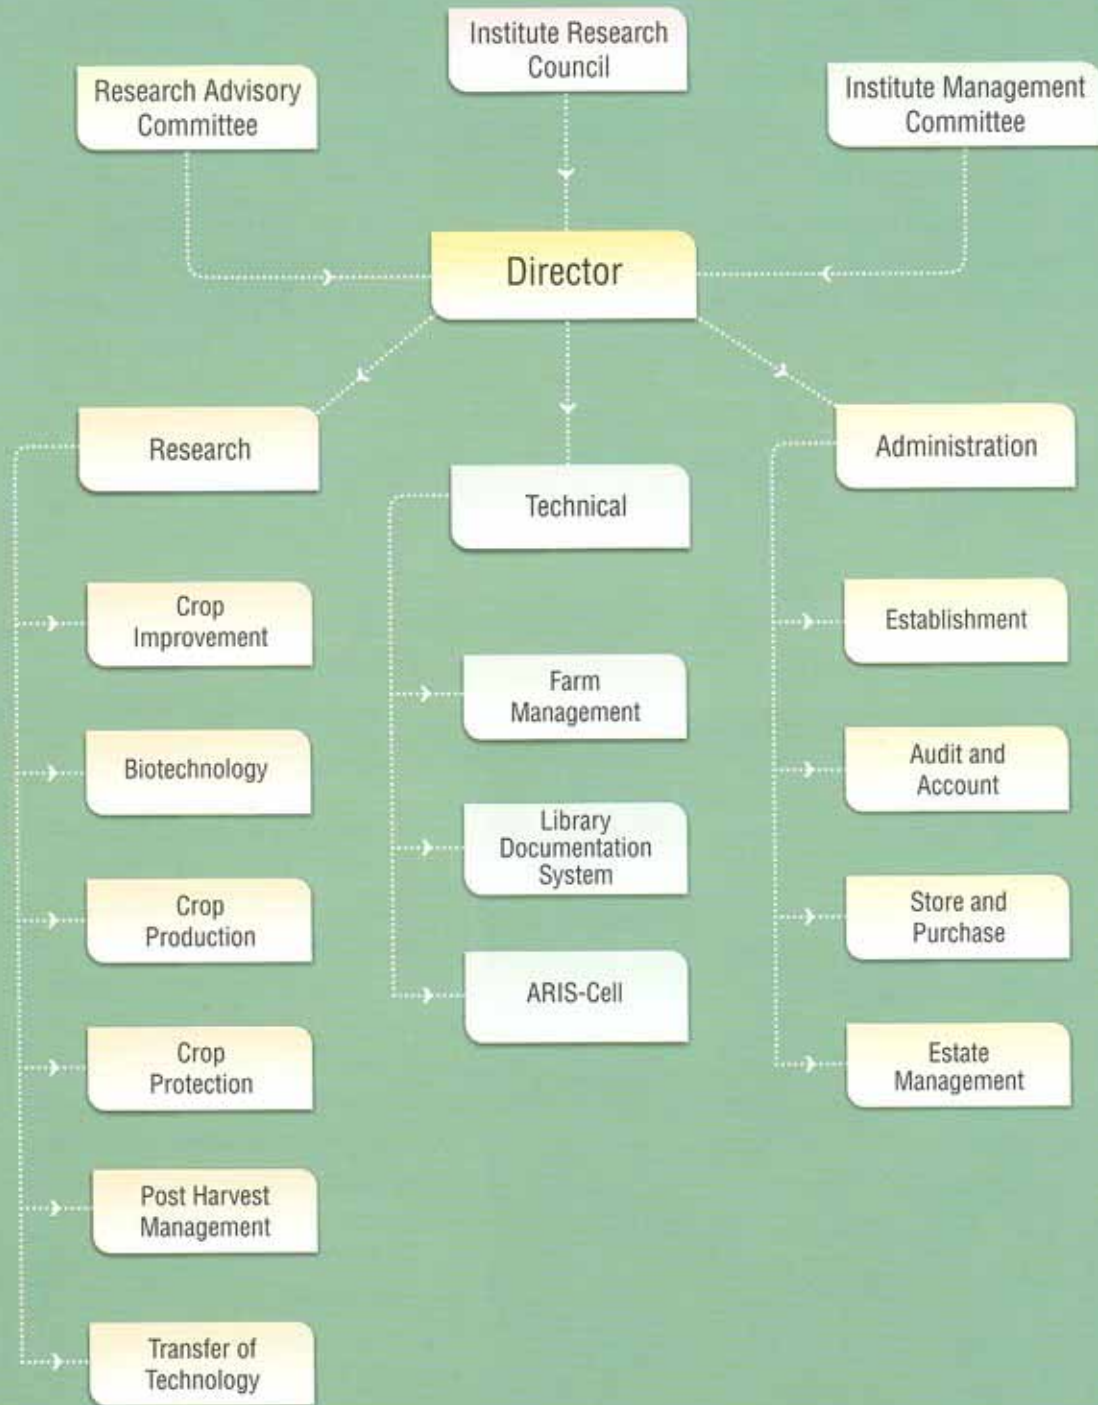 Institute Research
Council
Research Advisory
Committee
Institute Management
Committee
Director
Research
Technical
Administration
Crop
Improvement
Biotechnology
Crop
Production
Crop
Protection
Post Harvest
Management
Transfer of
Technology
Farm
Management
Library
Documentation
System
ARIS-Cell
Establishment
Audit and
Account
Store and
Purchase
Estate
Management